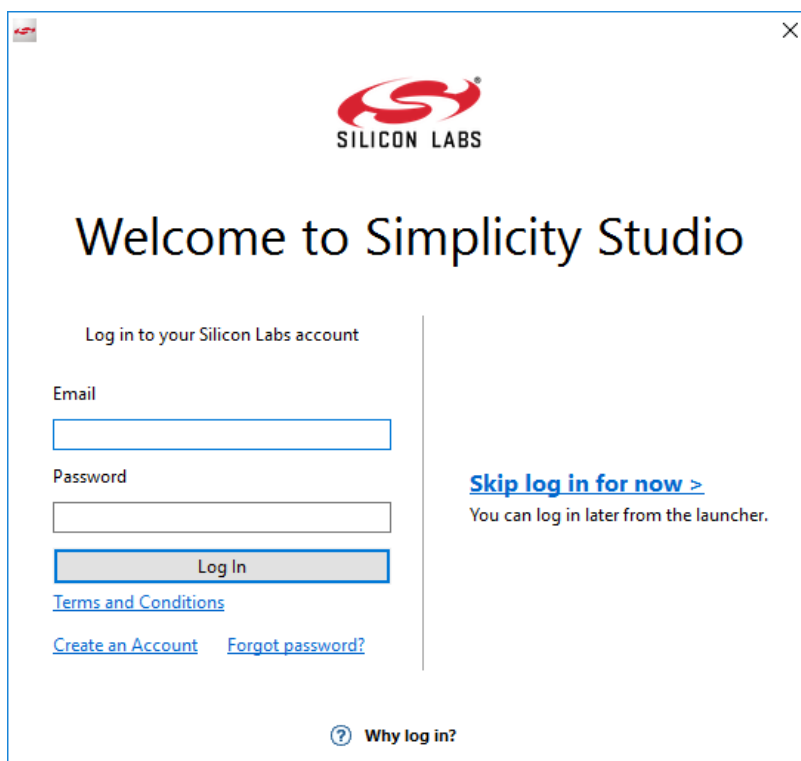 SILICON LABS
Welcome to Simplicity Studio
Log in to your Silicon Labs account
Email
Password
Log In
Terms and Conditions
Create an Account Forgot password?
Skip log in for now >
You can log in later from the launcher.
? Why log in?